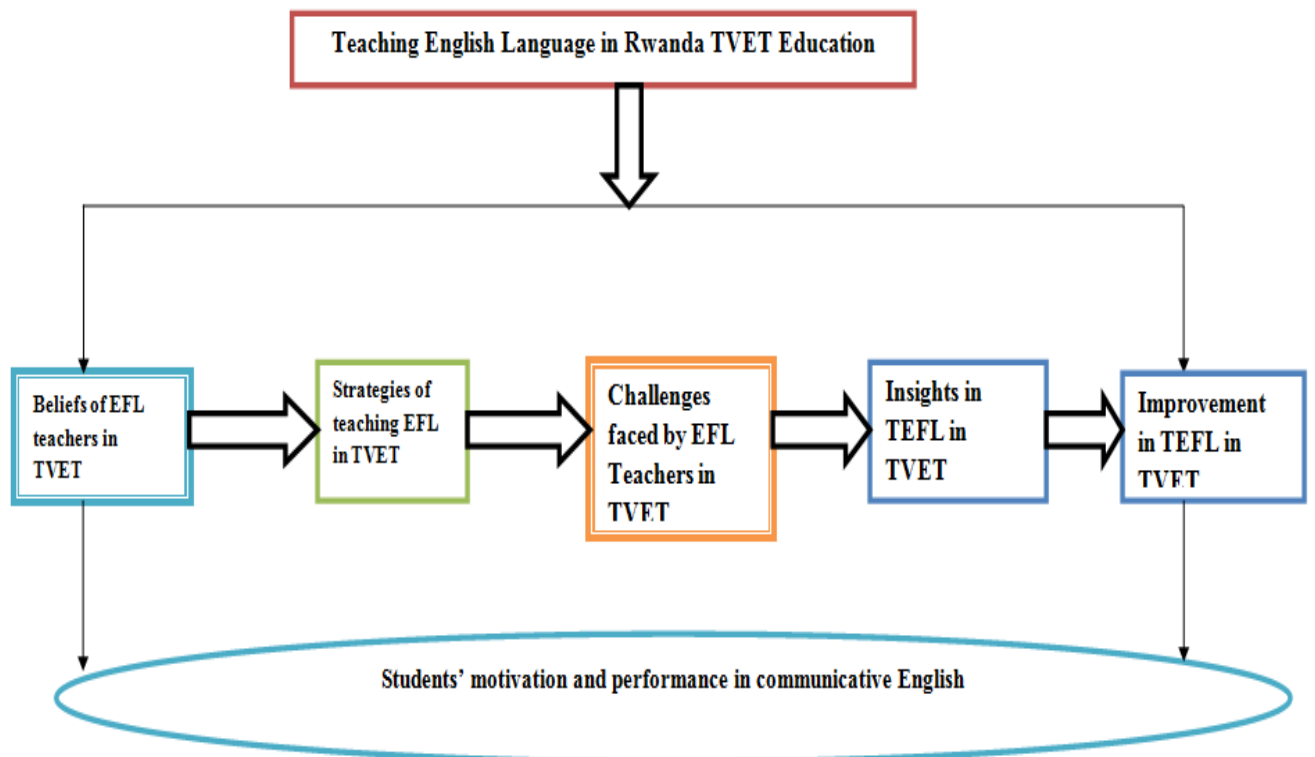 Teaching English Language in Rwanda TVET Education
Beliefs of EFL
teachers in
TVET
Strategies of
teaching EFL
in TVET
Challenges
faced by EFL
Teachers in
TVET
Insights in
TEFL in
TVET
Improvement
in TEFL in
TVET
Students’ motivation and performance in communicative English